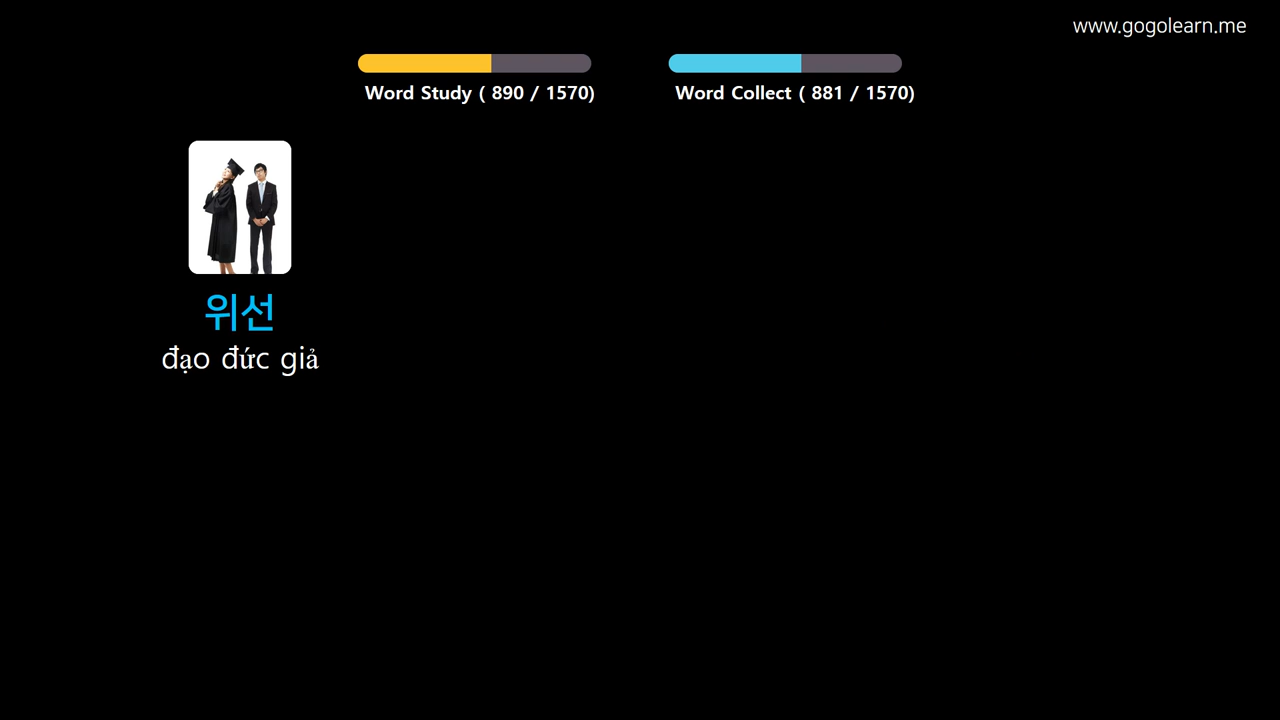 www.gogolearn.me
Word Study ( 890 / 1570)
Word Collect ( 881 / 1570)
위선
đạo đức giả